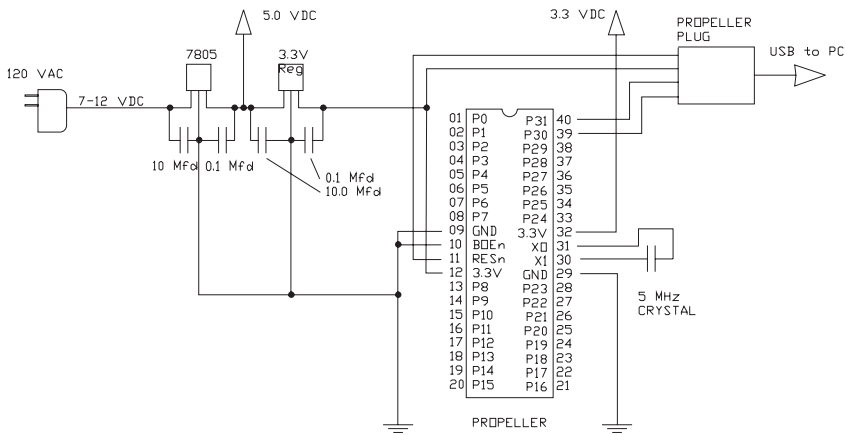 5.0 VDC
3.3 VDC
PROPELLER
PLUG
USB to PC
7805
3.3V
Reg
120 VAC
7-12 VDC
10 Mfd
0.1 Mfd
0.1 Mfd
10.0 Mfd
01 P0 P31 40
02 P1 P30 39
03 P2 P29 38
04 P3 P28 37
05 P4 P27 36
06 P5 P26 35
07 P6 P25 34
08 P7 P24 33
09 GND 3.3V 32
10 BOEn XO 31
11 RESn X1 30
12 3.3V GND 29
13 P8 P23 28
14 P9 P22 27
15 P10 P21 26
16 P11 P20 25
17 P12 P19 24
18 P13 P18 23
19 P14 P17 22
20 P15 P16 21
5 MHz
CRYSTAL
PROPELLER